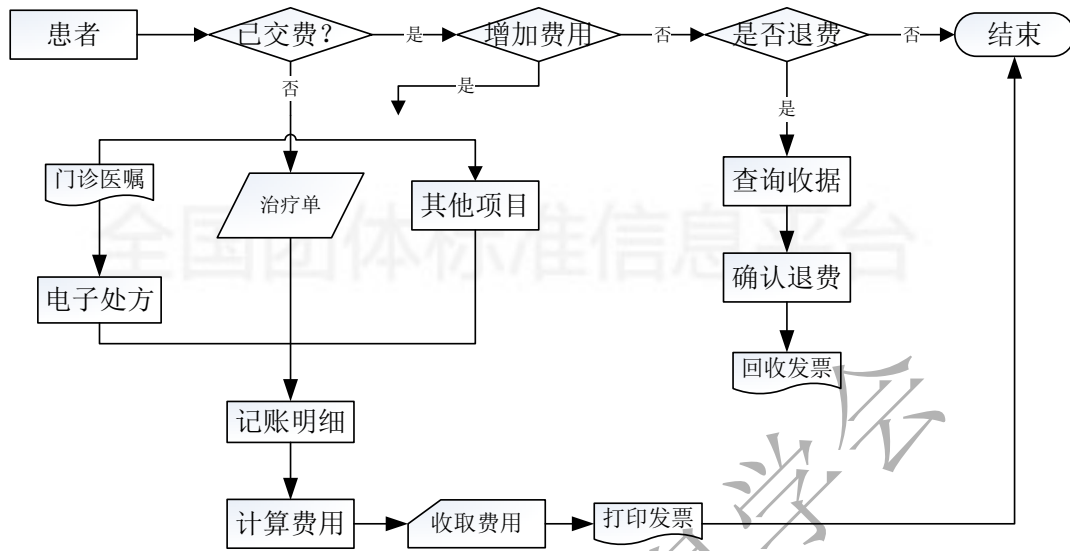 患者
已交费？
是
增加费用
否
是否退费
否
结束
否
是
是
门诊医嘱
治疗单
其他项目
查询收据
全国团体标准信息平台
电子处方
确认退费
回收发票
记账明细
学会
计算费用
收取费用
打印发票